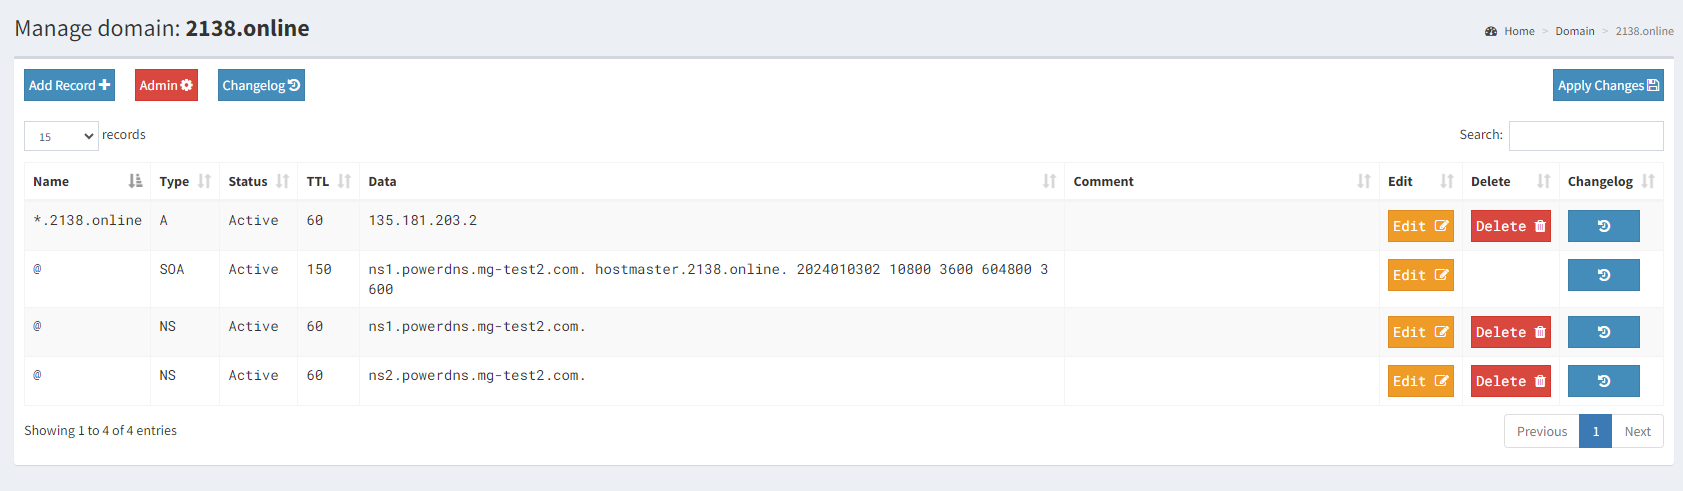 Manage domain: 2138.online
Home > Domain > 2138.online
Add Record Admin Changelog Apply Changes
15 records Search:
Name Type Status TTL Data Comment Edit Delete Changelog
*.2138.online A Active 60 135.181.203.2 Edit Delete
@ SOA Active 150 ns1.powerdns.mg-test2.com. hostmaster.2138.online. 2024010302 10800 3600 604800 3 Edit
600
@ NS Active 60 ns1.powerdns.mg-test2.com. Edit Delete
@ NS Active 60 ns2.powerdns.mg-test2.com. Edit Delete
Showing 1 to 4 of 4 entries Previous 1 Next